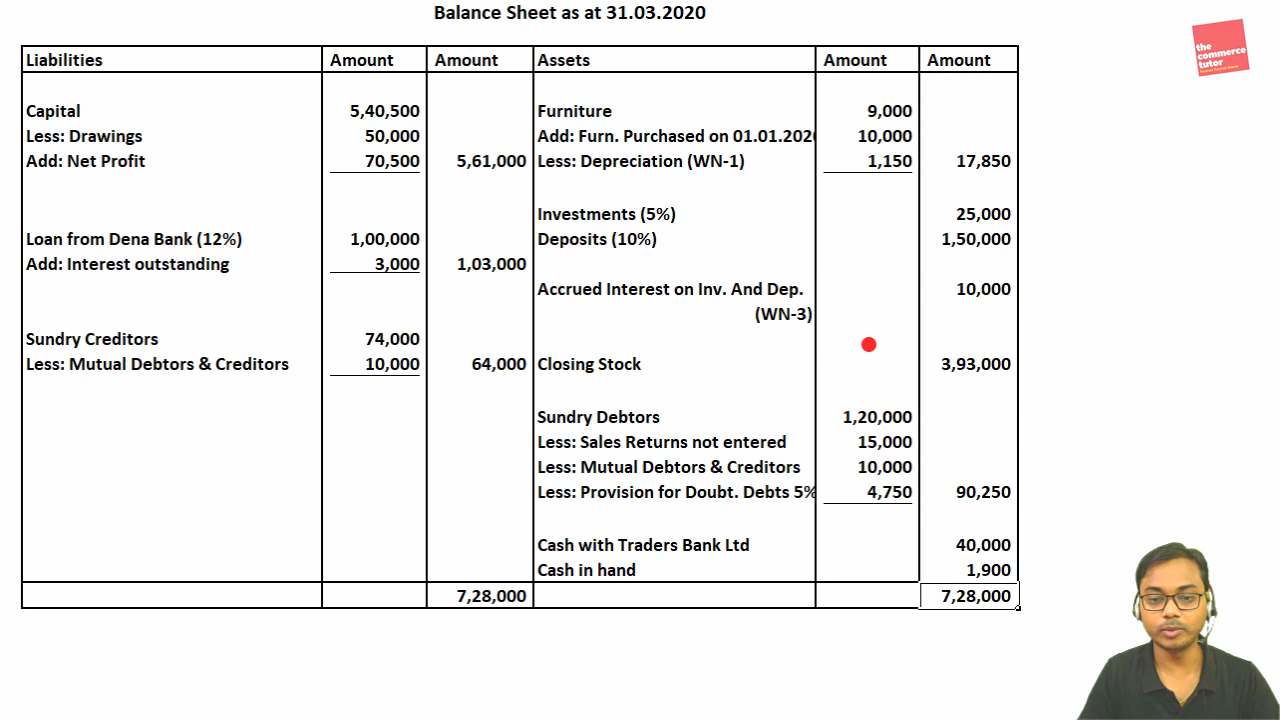 Balance Sheet as at 31.03.2020
the
commerce
tutor
Liabilities Amount Amount Assets Amount Amount
Capital 5,40,500 Furniture 9,000
Less: Drawings 50,000 Add: Furn. Purchased on 01.01.202 10,000
Add: Net Profit 70,500 5,61,000 Less: Depreciation (WN-1) 1,150 17,850
Investments (5%) 25,000
Loan from Dena Bank (12%) 1,00,000 Deposits (10%) 1,50,000
Add: Interest outstanding 3,000 1,03,000
Accrued Interest on Inv. And Dep. 10,000
(WN-3)
Sundry Creditors 74,000
Less: Mutual Debtors & Creditors 10,000 64,000 Closing Stock 3,93,000
Sundry Debtors 1,20,000
Less: Sales Returns not entered 15,000
Less: Mutual Debtors & Creditors 10,000
Less: Provision for Doubt. Debts 5% 4,750 90,250
Cash with Traders Bank Ltd 40,000
Cash in hand 1,900
7,28,000 7,28,000